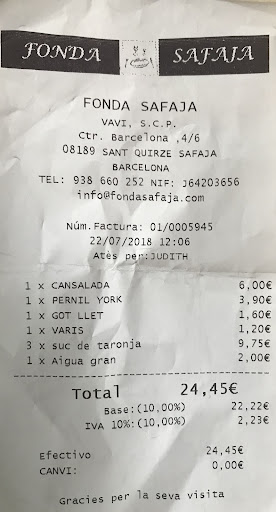 FONDA SAFAJA
FONDA SAFAJA
VAVI, S.C.P.
Ctr. Barcelona ,4/6
08189 SANT QUIRZE SAFAJA
BARCELONA
TEL: 938 660 252 NIF: J64203656
info@fondasafaja.com
Núm.Factura: 01/0005945
22/07/2018 12:06
Atès per:JUDITH
1 x CANSALADA 6,00€
1 x PERNIL YORK 3,90€
1 x GOT LLET 1,60€
1 x VARIS 1,20€
3 x suc de taronja 9,75€
1 x Aigua gran 2,00€
Total 24,45€
Base:(10,00%) 22,22€
IVA 10%:(10,00%) 2,23€
Efectivo 24,45€
CANVI: 0,00€
Gracies per la seva visita